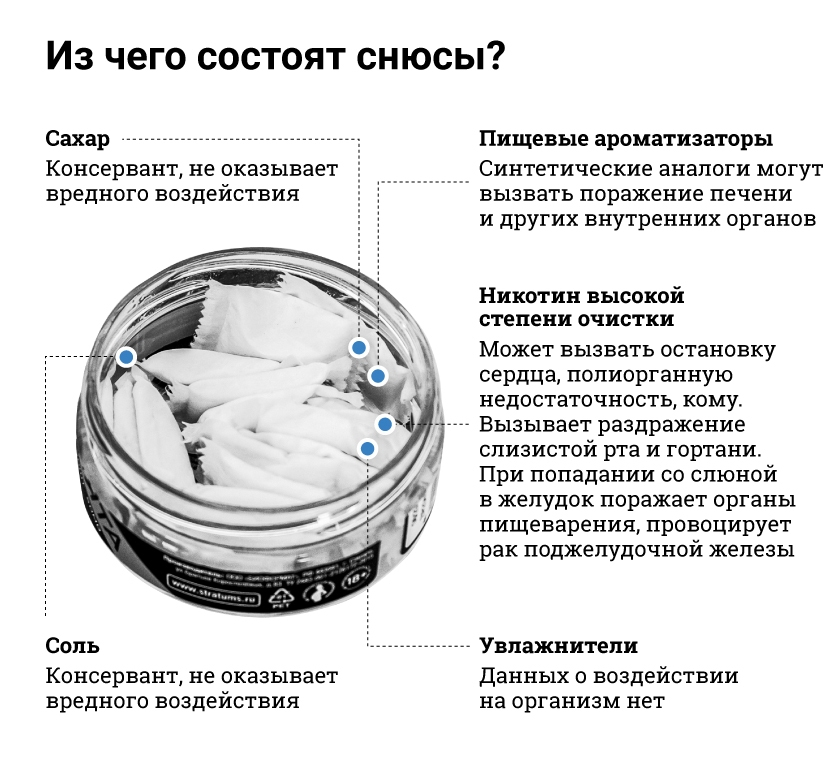 Из чего состоят снюсы?
Сахар
Консервант, не оказывает
вредного воздействия
Пищевые ароматизаторы
Синтетические аналоги могут
вызвать поражение печени
и других внутренних органов
Никотин высокой
степени очистки
Может вызвать остановку
сердца, полиорганную
недостаточность, кому.
Вызывает раздражение
слизистой рта и гортани.
При попадании со слюной
в желудок поражает органы
пищеварения, провоцирует
рак поджелудочной железы
www.stratums.ru
PET
18+
Соль
Консервант, не оказывает
вредного воздействия
Увлажнители
Данных о воздействии
на организм нет